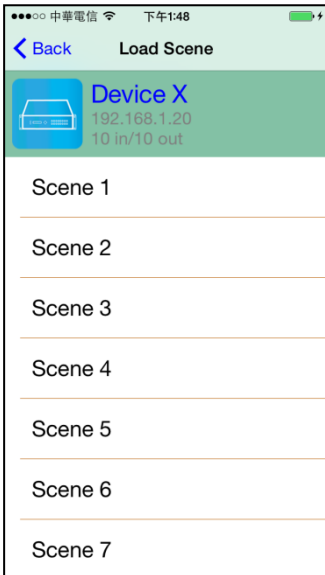 中華電信 下午1:48
Back Load Scene
Device X
192.168.1.20
10 in/10 out
Scene 1
Scene 2
Scene 3
Scene 4
Scene 5
Scene 6
Scene 7